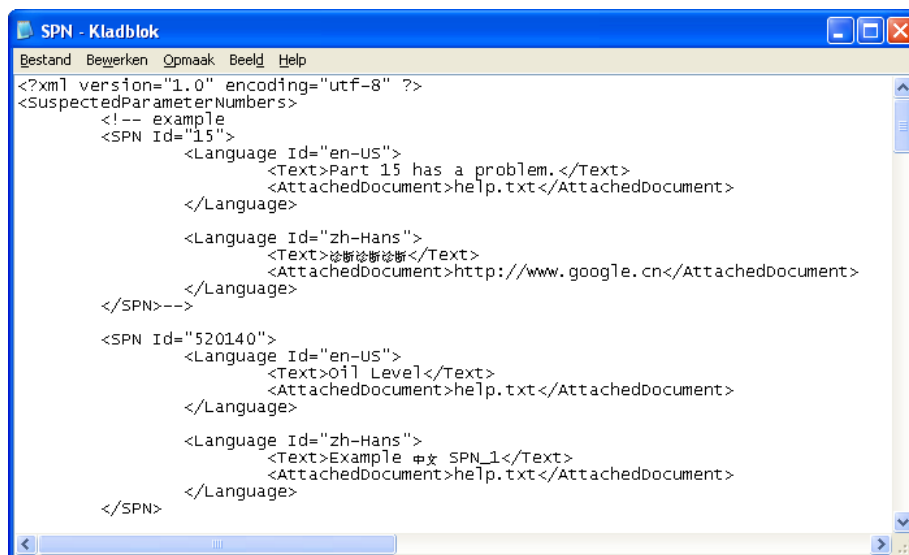 SPN - Kladblok
Bestand Bewerken Opmaak Beeld Help
<?xml version="1.0" encoding="utf-8" ?>
<SuspectedParameterNumbers>
<!-- example
<SPN Id="15">
<Language Id="en-US">
<Text>Part 15 has a problem.</Text>
<AttachedDocument>help.txt</AttachedDocument>
</Language>
<Language Id="zh-Hans">
<Text>诊断诊断诊断</Text>
<AttachedDocument>http://www.google.cn</AttachedDocument>
</Language>
</SPN>-->
<SPN Id="520140">
<Language Id="en-US">
<Text>Oil Level</Text>
<AttachedDocument>help.txt</AttachedDocument>
</Language>
<Language Id="zh-Hans">
<Text>Example 中文 SPN_1</Text>
<AttachedDocument>help.txt</AttachedDocument>
</Language>
</SPN>